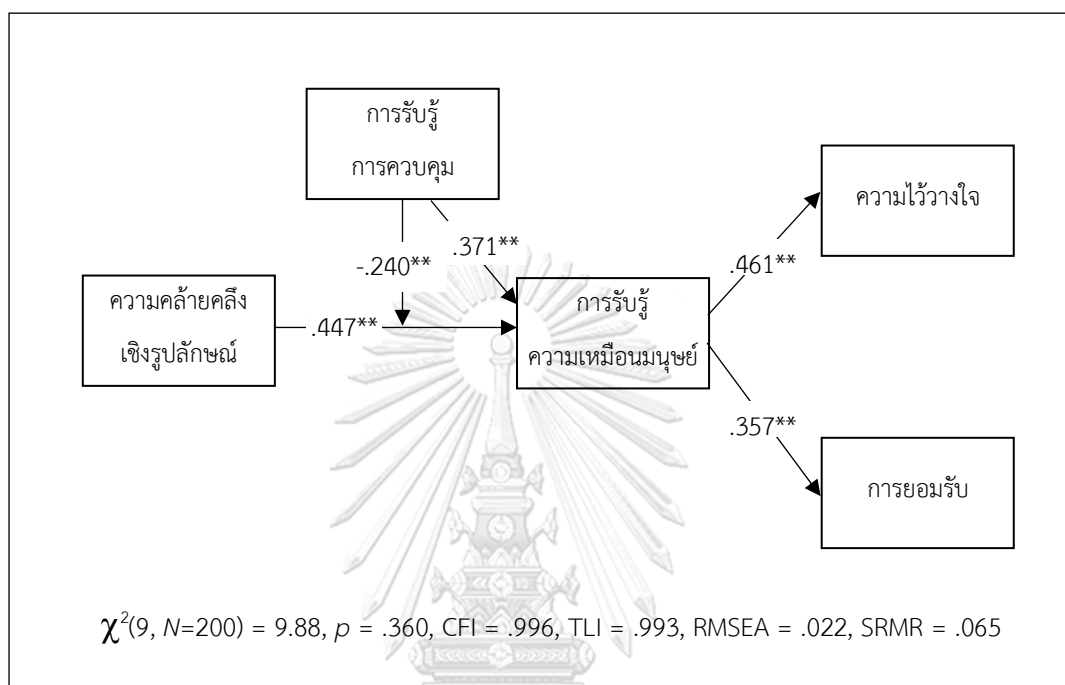 การรับรู้
การควบคุม
ความไว้วางใจ
.371**
.461**
-.240**
ความคล้ายคลึง
เชิงรูปลักษณ์
.447**
การรับรู้
ความเหมือนมนุษย์
.357**
การยอมรับ
χ²(9, N=200) = 9.88, p = .360, CFI = .996, TLI = .993, RMSEA = .022, SRMR = .065